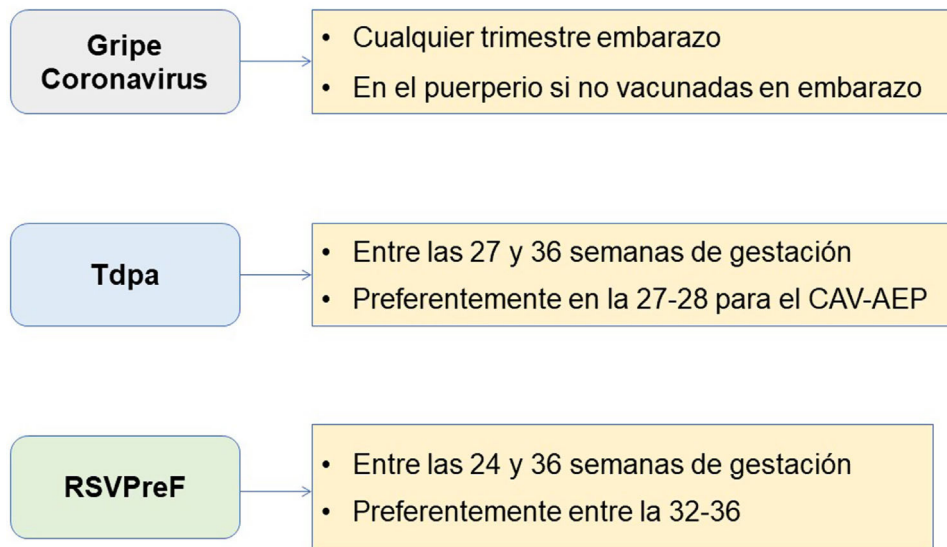 Gripe
Coronavirus
• Cualquier trimestre embarazo
• En el puerperio si no vacunadas en embarazo
Tdpa
• Entre las 27 y 36 semanas de gestación
• Preferentemente en la 27-28 para el CAV-AEP
RSVPreF
• Entre las 24 y 36 semanas de gestación
• Preferentemente entre la 32-36